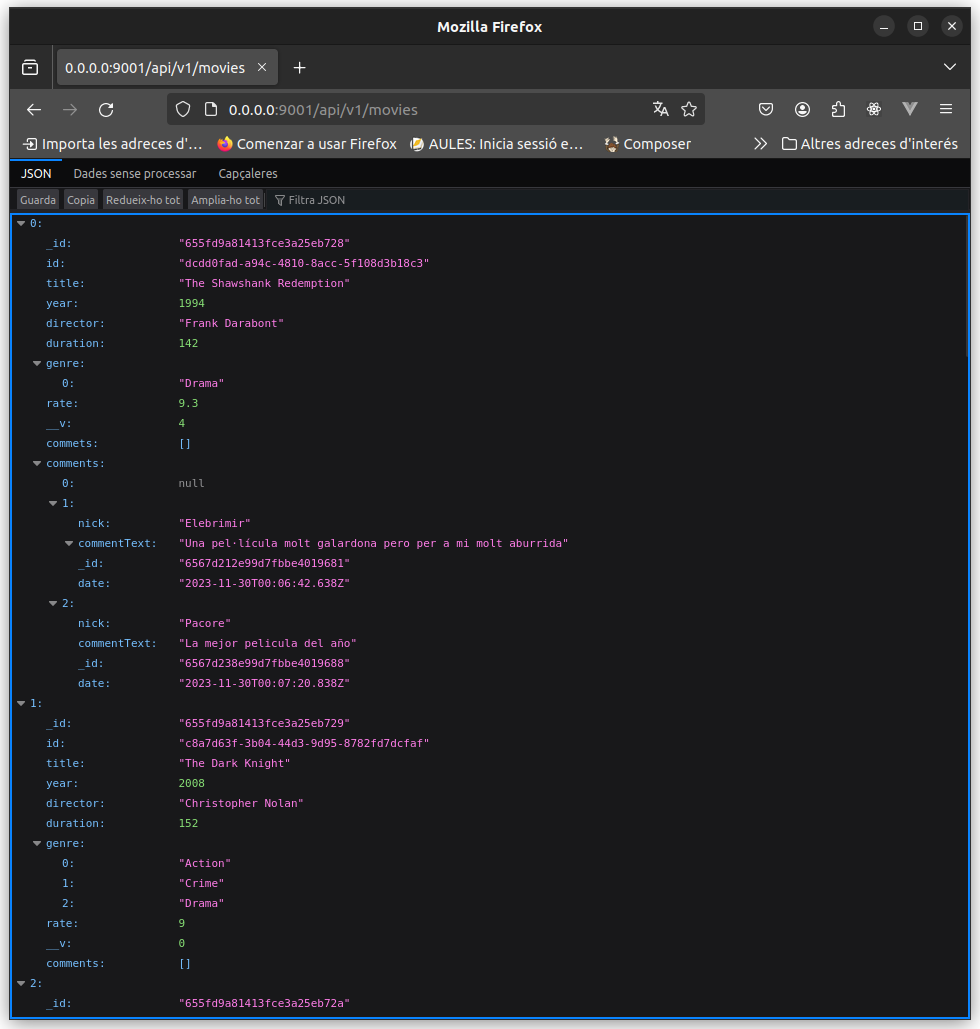 Mozilla Firefox
0.0.0.0:9001/api/v1/movies
0.0.0.0:9001/api/v1/movies
Importa les adreces d'… Comenzar a usar Firefox AULES: Inicia sessió e… Composer Altres adreces d'interés
JSON Dades sense processar Capçaleres
Guarda Copia Redueix-ho tot Amplia-ho tot Filtra JSON
0:
_id: "655fd9a81413fce3a25eb728"
id: "dcdd0fad-a94c-4810-8acc-5f108d3b18c3"
title: "The Shawshank Redemption"
year: 1994
director: "Frank Darabont"
duration: 142
genre:
0: "Drama"
rate: 9.3
__v: 4
commets: []
comments:
0: null
1:
nick: "Elebrimir"
commentText: "Una pel·lícula molt galardona pero per a mi molt aburrida"
_id: "6567d212e99d7fbbe4019681"
date: "2023-11-30T00:06:42.638Z"
2:
nick: "Pacore"
commentText: "La mejor pelicula del año"
_id: "6567d238e99d7fbbe4019688"
date: "2023-11-30T00:07:20.838Z"
1:
_id: "655fd9a81413fce3a25eb729"
id: "c8a7d63f-3b04-44d3-9d95-8782fd7dcfaf"
title: "The Dark Knight"
year: 2008
director: "Christopher Nolan"
duration: 152
genre:
0: "Action"
1: "Crime"
2: "Drama"
rate: 9
__v: 0
comments: []
2:
_id: "655fd9a81413fce3a25eb72a"